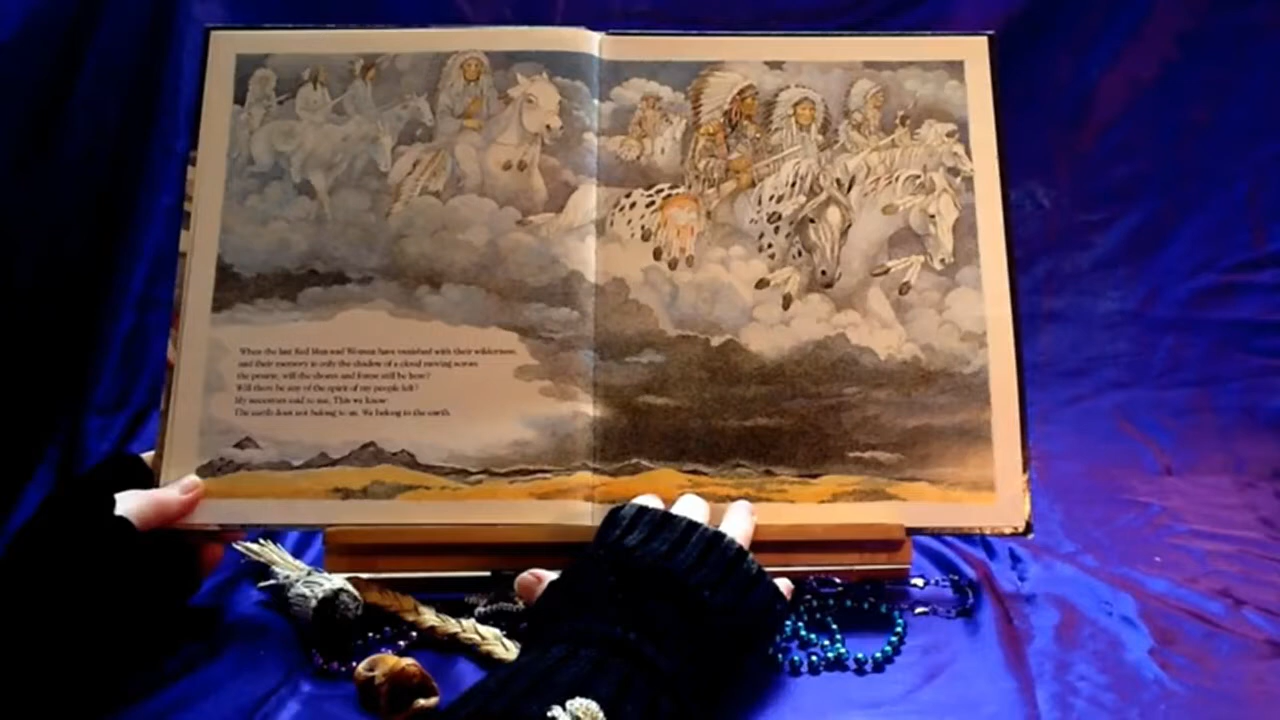 When the last Red Man and Woman have vanished with their wilderness,
and their memory is only the shadow of a cloud moving across
the prairie, will the shores and forest still be here?
Will there be any of the spirit of my people left?
My ancestors said to me, This we know:
The earth does not belong to us. We belong to the earth.